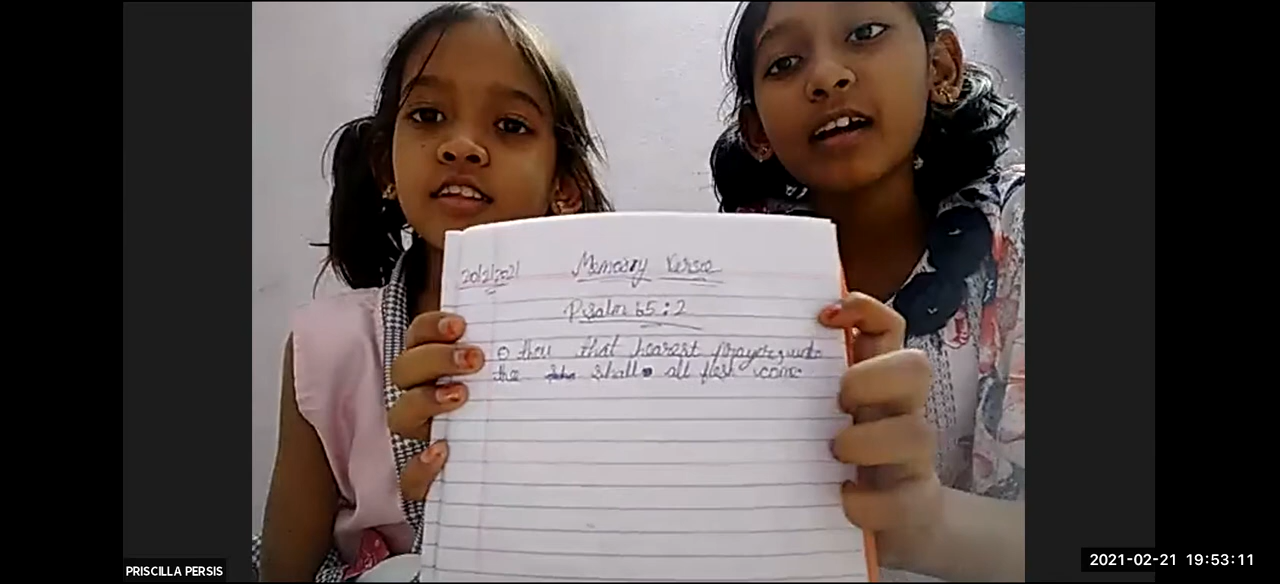 20/2/2021 Memory Verse
Psalm 65:2
O thou that hearest prayer, unto
the shall all flesh come
PRISCILLA PERSIS
2021-02-21 19:53:11